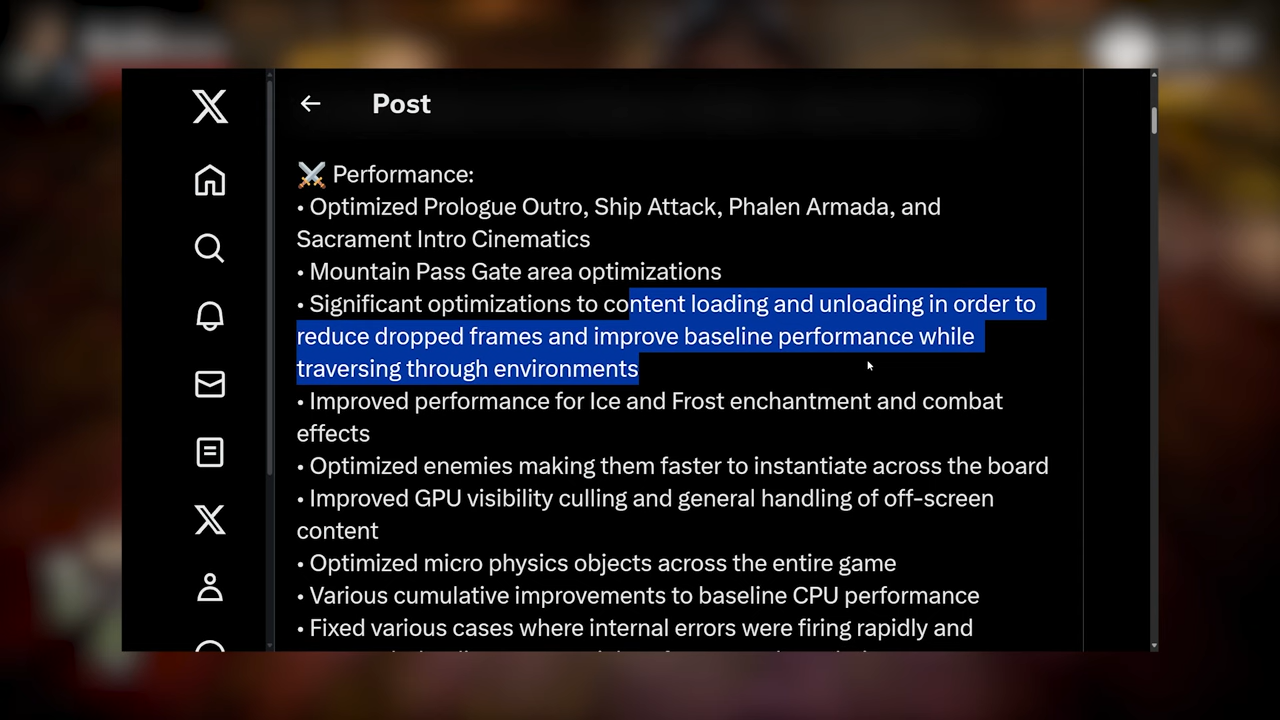 Post
⚔️ Performance:
• Optimized Prologue Outro, Ship Attack, Phalen Armada, and
Sacrament Intro Cinematics
• Mountain Pass Gate area optimizations
• Significant optimizations to content loading and unloading in order to
reduce dropped frames and improve baseline performance while
traversing through environments
• Improved performance for Ice and Frost enchantment and combat
effects
• Optimized enemies making them faster to instantiate across the board
• Improved GPU visibility culling and general handling of off-screen
content
• Optimized micro physics objects across the entire game
• Various cumulative improvements to baseline CPU performance
• Fixed various cases where internal errors were firing rapidly and